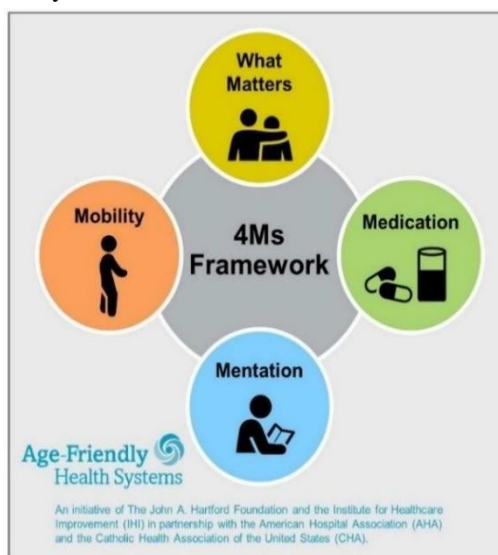 What
Matters
Mobility
4Ms
Framework
Medication
Mentation
Age-Friendly
Health Systems
An initiative of The John A. Hartford Foundation and the Institute for Healthcare
Improvement (IHI) in partnership with the American Hospital Association (AHA)
and the Catholic Health Association of the United States (CHA).